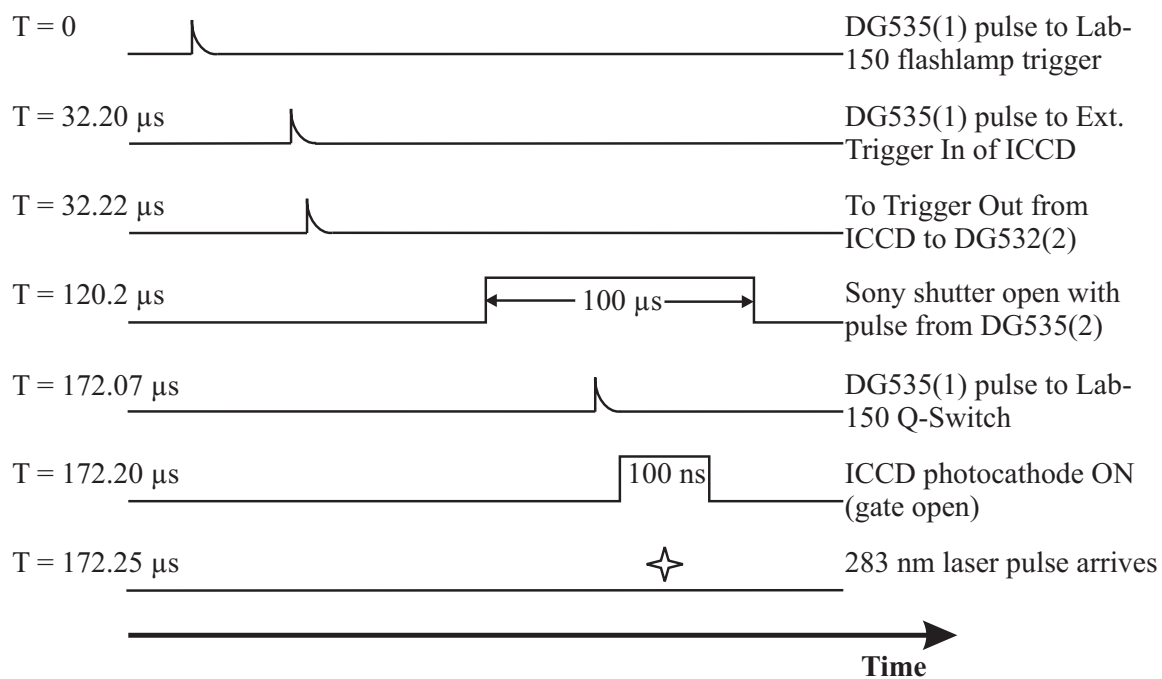 T = 0
DG535(1) pulse to Lab-
150 flashlamp trigger
T = 32.20 µs
DG535(1) pulse to Ext.
Trigger In of ICCD
T = 32.22 µs
To Trigger Out from
ICCD to DG532(2)
T = 120.2 µs
100 µs
Sony shutter open with
pulse from DG535(2)
T = 172.07 µs
DG535(1) pulse to Lab-
150 Q-Switch
T = 172.20 µs
100 ns
ICCD photocathode ON
(gate open)
T = 172.25 µs
283 nm laser pulse arrives
Time